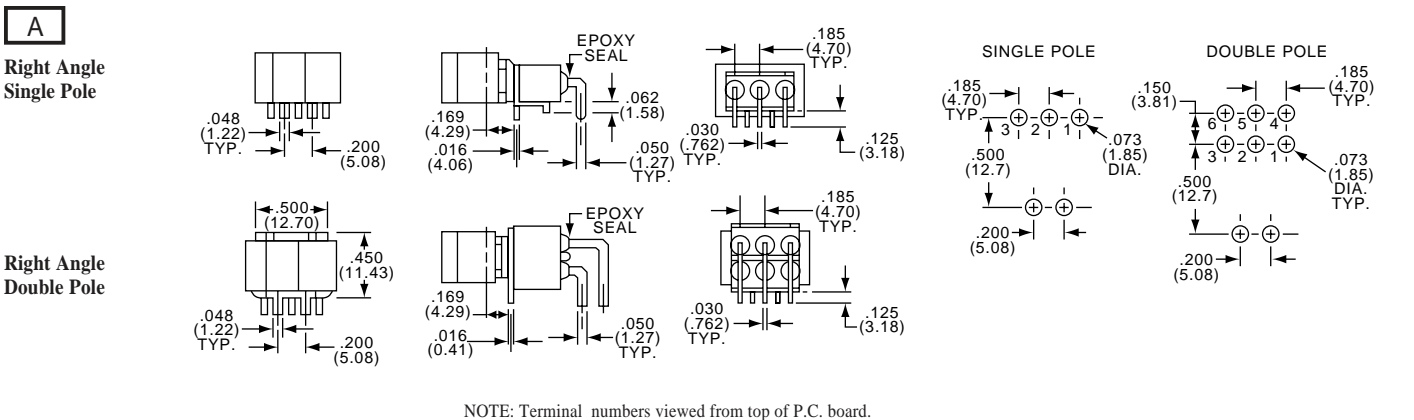 A
Right Angle
Single Pole
.048
(1.22)
TYP.
.200
(5.08)
EPOXY
SEAL
.169
(4.29)
.016
(4.06)
.062
(1.58)
.050
(1.27)
TYP.
.185
(4.70)
TYP.
.030
(.762)
TYP.
.125
(3.18)
SINGLE POLE
.185
(4.70)
TYP.
3 2 1
.073
(1.85)
DIA.
.500
(12.7)
.200
(5.08)
DOUBLE POLE
.150
(3.81)
.185
(4.70)
TYP.
6 5 4
3 2 1
.073
(1.85)
DIA.
TYP.
.500
(12.7)
.200
(5.08)
Right Angle
Double Pole
.500
(12.70)
.450
(11.43)
.048
(1.22)
TYP.
.200
(5.08)
EPOXY
SEAL
.169
(4.29)
.016
(0.41)
.050
(1.27)
TYP.
.185
(4.70)
TYP.
.030
(.762)
TYP.
.125
(3.18)
NOTE: Terminal numbers viewed from top of P.C. board.